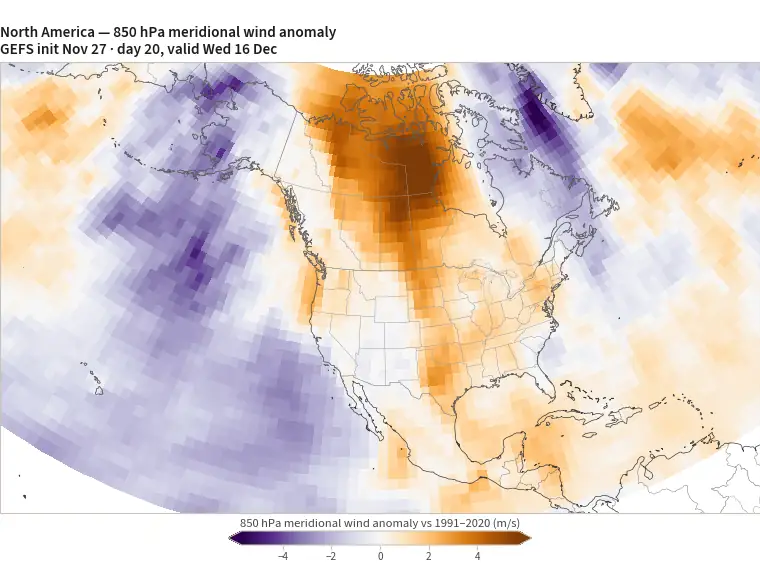 North America — 850 hPa meridional wind anomaly
GEFS init Nov 27 · day 20, valid Wed 16 Dec
850 hPa meridional wind anomaly vs 1991–2020 (m/s)
−4 −2 0 2 4